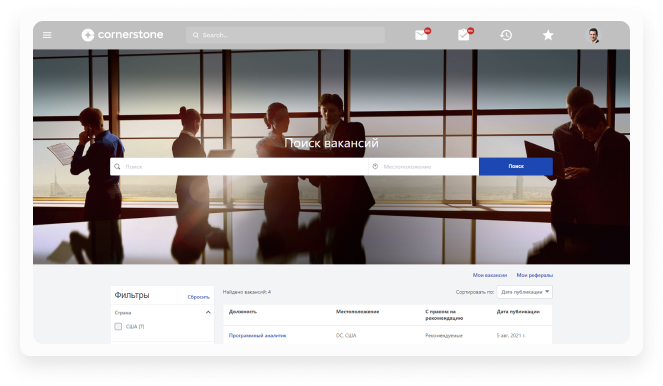 cornerstone
Search...
Поиск вакансий
Поиск
Местоположение
Поиск
Мои вакансии Мои рефералы
Фильтры
Сбросить
Найдено вакансий: 4
Сортировать по: Дата публикации
Страна
США (7)
Должность Местоположение С правом на рекомендацию Дата публикации
Программный аналитик DC, США Рекомендуемые 5 авг. 2021 г.